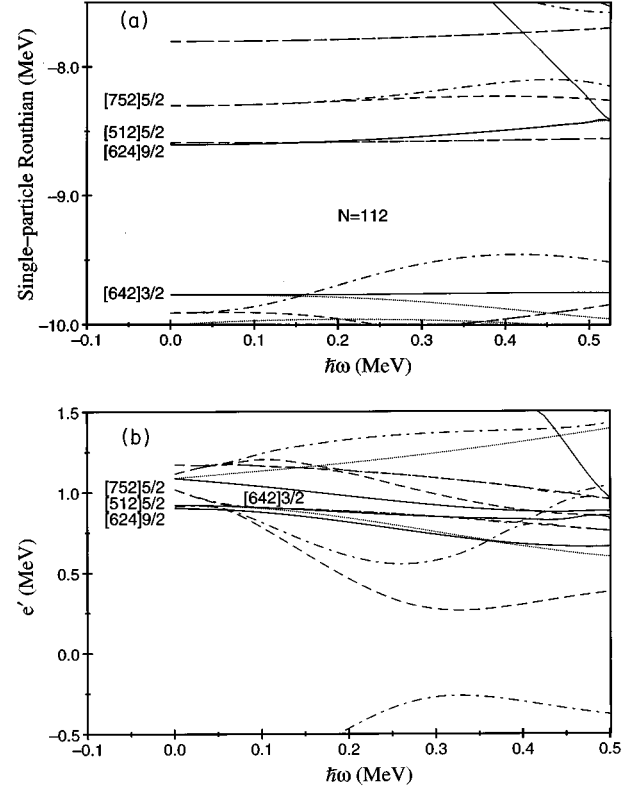 (a)
Single-particle Routhian (MeV)
-8.0
-9.0
-10.0
[752]5/2
[512]5/2
[624]9/2
N=112
[642]3/2
-0.1 0.0 0.1 0.2 0.3 0.4 0.5
ħω (MeV)
(b)
e′ (MeV)
1.5
1.0
0.5
0.0
-0.5
[752]5/2
[512]5/2
[624]9/2
[642]3/2
-0.1 0.0 0.1 0.2 0.3 0.4 0.5
ħω (MeV)